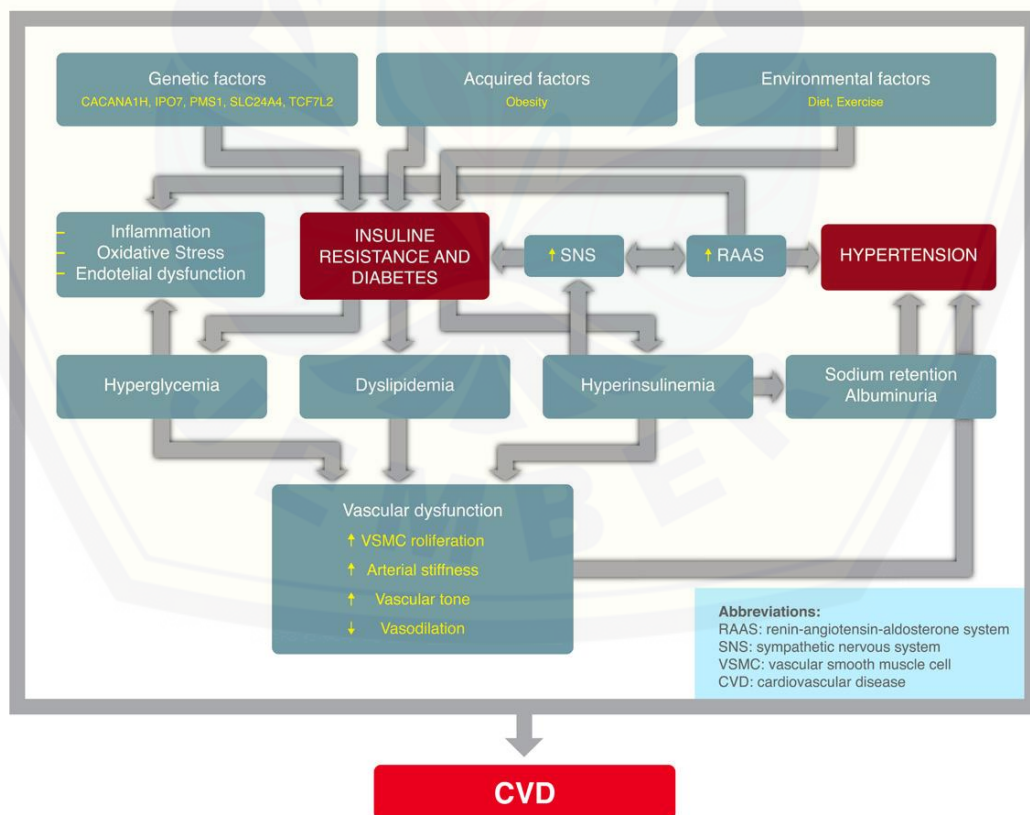 Genetic factors
CACANA1H, IPO7, PMS1, SLC24A4, TCF7L2
Acquired factors
Obesity
Environmental factors
Diet, Exercise
Inflammation
Oxidative Stress
Endotelial dysfunction
INSULINE
RESISTANCE AND
DIABETES
↑ SNS
↑ RAAS
HYPERTENSION
Hyperglycemia
Dyslipidemia
Hyperinsulinemia
Sodium retention
Albuminuria
Vascular dysfunction
↑ VSMC roliferation
↑ Arterial stiffness
↑ Vascular tone
↓ Vasodilation
Abbreviations:
RAAS: renin-angiotensin-aldosterone system
SNS: sympathetic nervous system
VSMC: vascular smooth muscle cell
CVD: cardiovascular disease
CVD
JEMBER